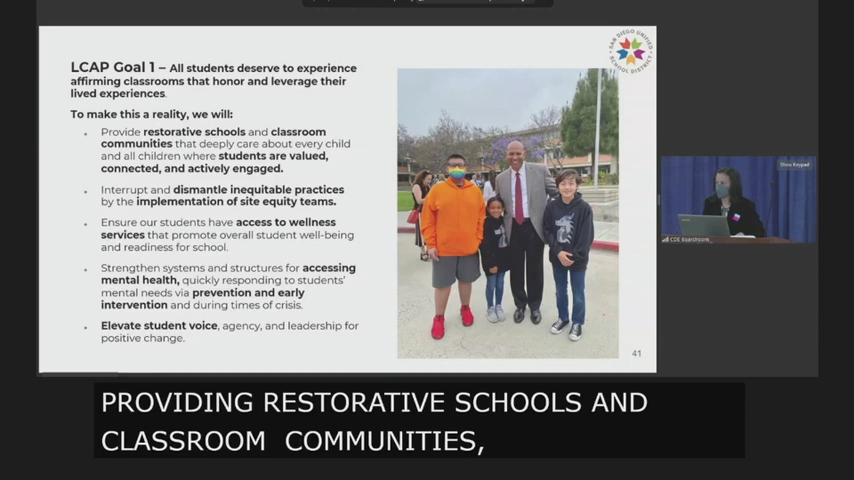 LCAP Goal 1 – All students deserve to experience
affirming classrooms that honor and leverage their
lived experiences.
To make this a reality, we will:
Provide restorative schools and classroom
communities that deeply care about every child
and all children where students are valued,
connected, and actively engaged.
Interrupt and dismantle inequitable practices
by the implementation of site equity teams.
Ensure our students have access to wellness
services that promote overall student well-being
and readiness for school.
Strengthen systems and structures for accessing
mental health, quickly responding to students'
mental needs via prevention and early
intervention and during times of crisis.
Elevate student voice, agency, and leadership for
positive change.
SAN DIEGO UNIFIED
SCHOOL DISTRICT
41
Show Keypad
CDE Boardroom
PROVIDING RESTORATIVE SCHOOLS AND
CLASSROOM  COMMUNITIES,